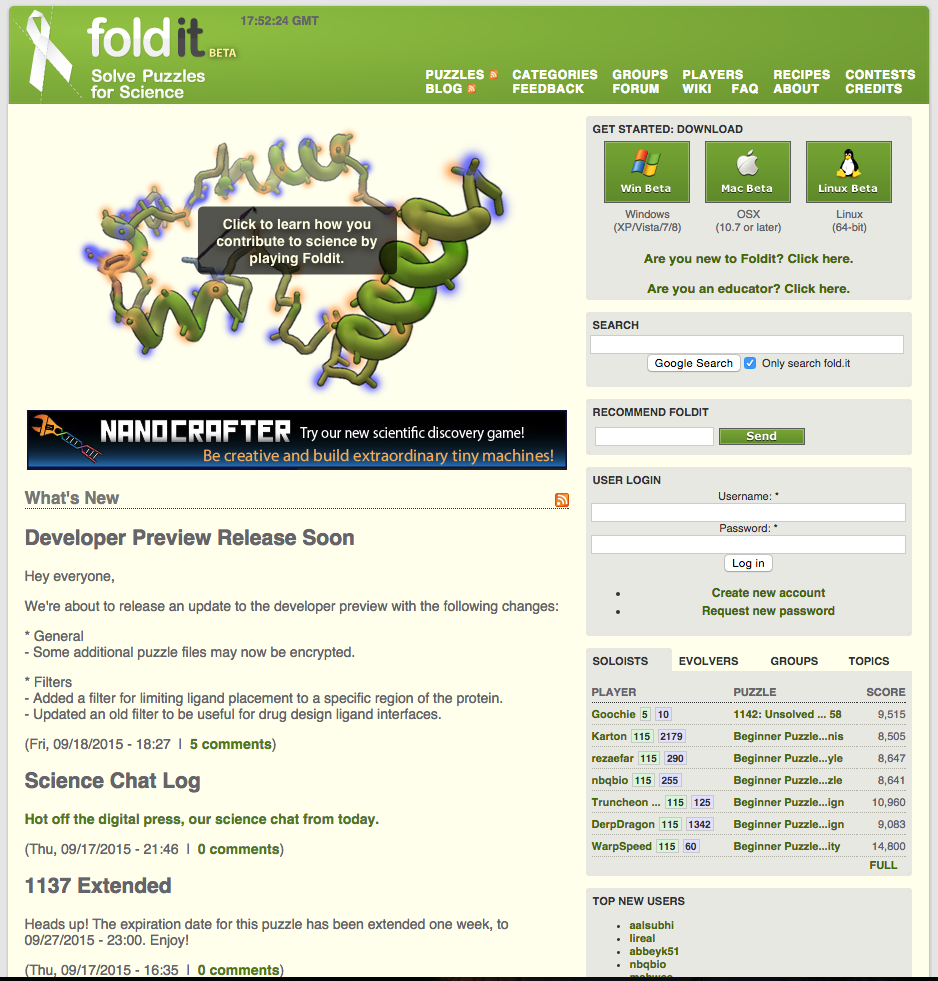 17:52:24 GMT
foldit BETA
Solve Puzzles
for Science
PUZZLES CATEGORIES GROUPS PLAYERS RECIPES CONTESTS
BLOG FEEDBACK FORUM WIKI FAQ ABOUT CREDITS
Click to learn how you
contribute to science by
playing Foldit.
NANOCRAFTER Try our new scientific discovery game!
Be creative and build extraordinary tiny machines!
What's New
Developer Preview Release Soon
Hey everyone,
We're about to release an update to the developer preview with the following changes:
* General
- Some additional puzzle files may now be encrypted.
* Filters
- Added a filter for limiting ligand placement to a specific region of the protein.
- Updated an old filter to be useful for drug design ligand interfaces.
(Fri, 09/18/2015 - 18:27 | 5 comments)
Science Chat Log
Hot off the digital press, our science chat from today.
(Thu, 09/17/2015 - 21:46 | 0 comments)
1137 Extended
Heads up! The expiration date for this puzzle has been extended one week, to
09/27/2015 - 23:00. Enjoy!
(Thu, 09/17/2015 - 16:35 | 0 comments)
GET STARTED: DOWNLOAD
Win Beta Mac Beta Linux Beta
Windows OSX Linux
(XP/Vista/7/8) (10.7 or later) (64-bit)
Are you new to Foldit? Click here.
Are you an educator? Click here.
SEARCH
Google Search Only search fold.it
RECOMMEND FOLDIT
Send
USER LOGIN
Username: *
Password: *
Log in
• Create new account
• Request new password
SOLOISTS EVOLVERS GROUPS TOPICS
PLAYER PUZZLE SCORE
Goochie 5 10 1142: Unsolved ... 58 9,515
Karton 115 2179 Beginner Puzzle...nis 8,505
rezaefar 115 290 Beginner Puzzle...yle 8,647
nbqbio 115 255 Beginner Puzzle...zle 8,641
Truncheon ... 115 125 Beginner Puzzle...ign 10,960
DerpDragon 115 1342 Beginner Puzzle...ign 9,083
WarpSpeed 115 60 Beginner Puzzle...ity 14,800
FULL
TOP NEW USERS
• aalsubhi
• lireal
• abbeyk51
• nbqbio